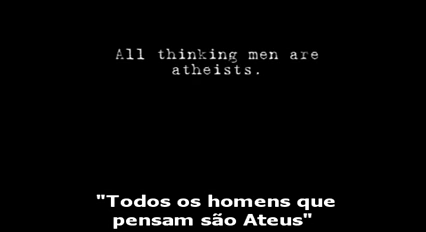 All thinking men are
atheists.
"Todos os homens que
pensam são Ateus"